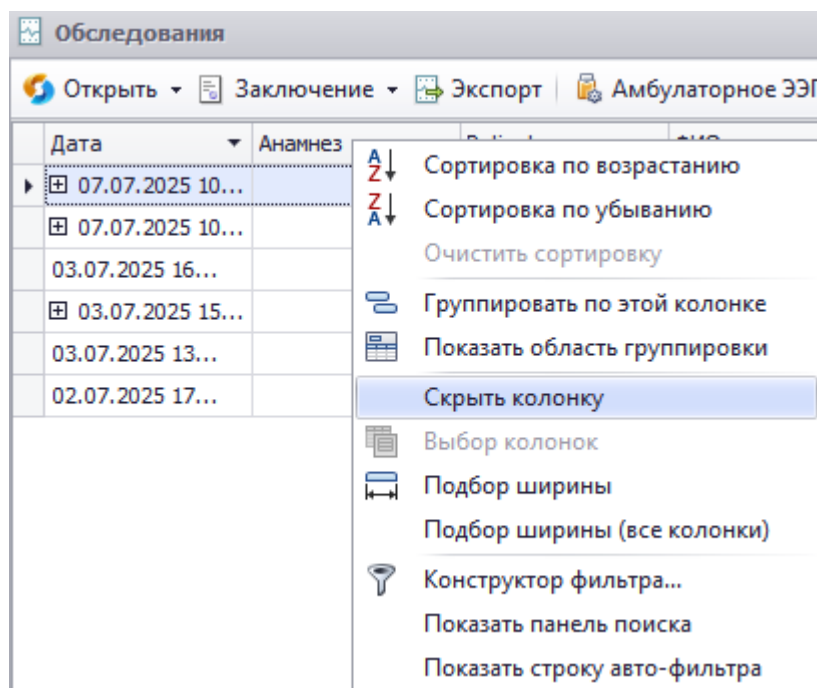 Обследования
Открыть Заключение Экспорт Амбулаторное ЭЭГ
Дата Анамнез
07.07.2025 10...
07.07.2025 10...
03.07.2025 16...
03.07.2025 15...
03.07.2025 13...
02.07.2025 17...
Сортировка по возрастанию
Сортировка по убыванию
Очистить сортировку
Группировать по этой колонке
Показать область группировки
Скрыть колонку
Выбор колонок
Подбор ширины
Подбор ширины (все колонки)
Конструктор фильтра...
Показать панель поиска
Показать строку авто-фильтра